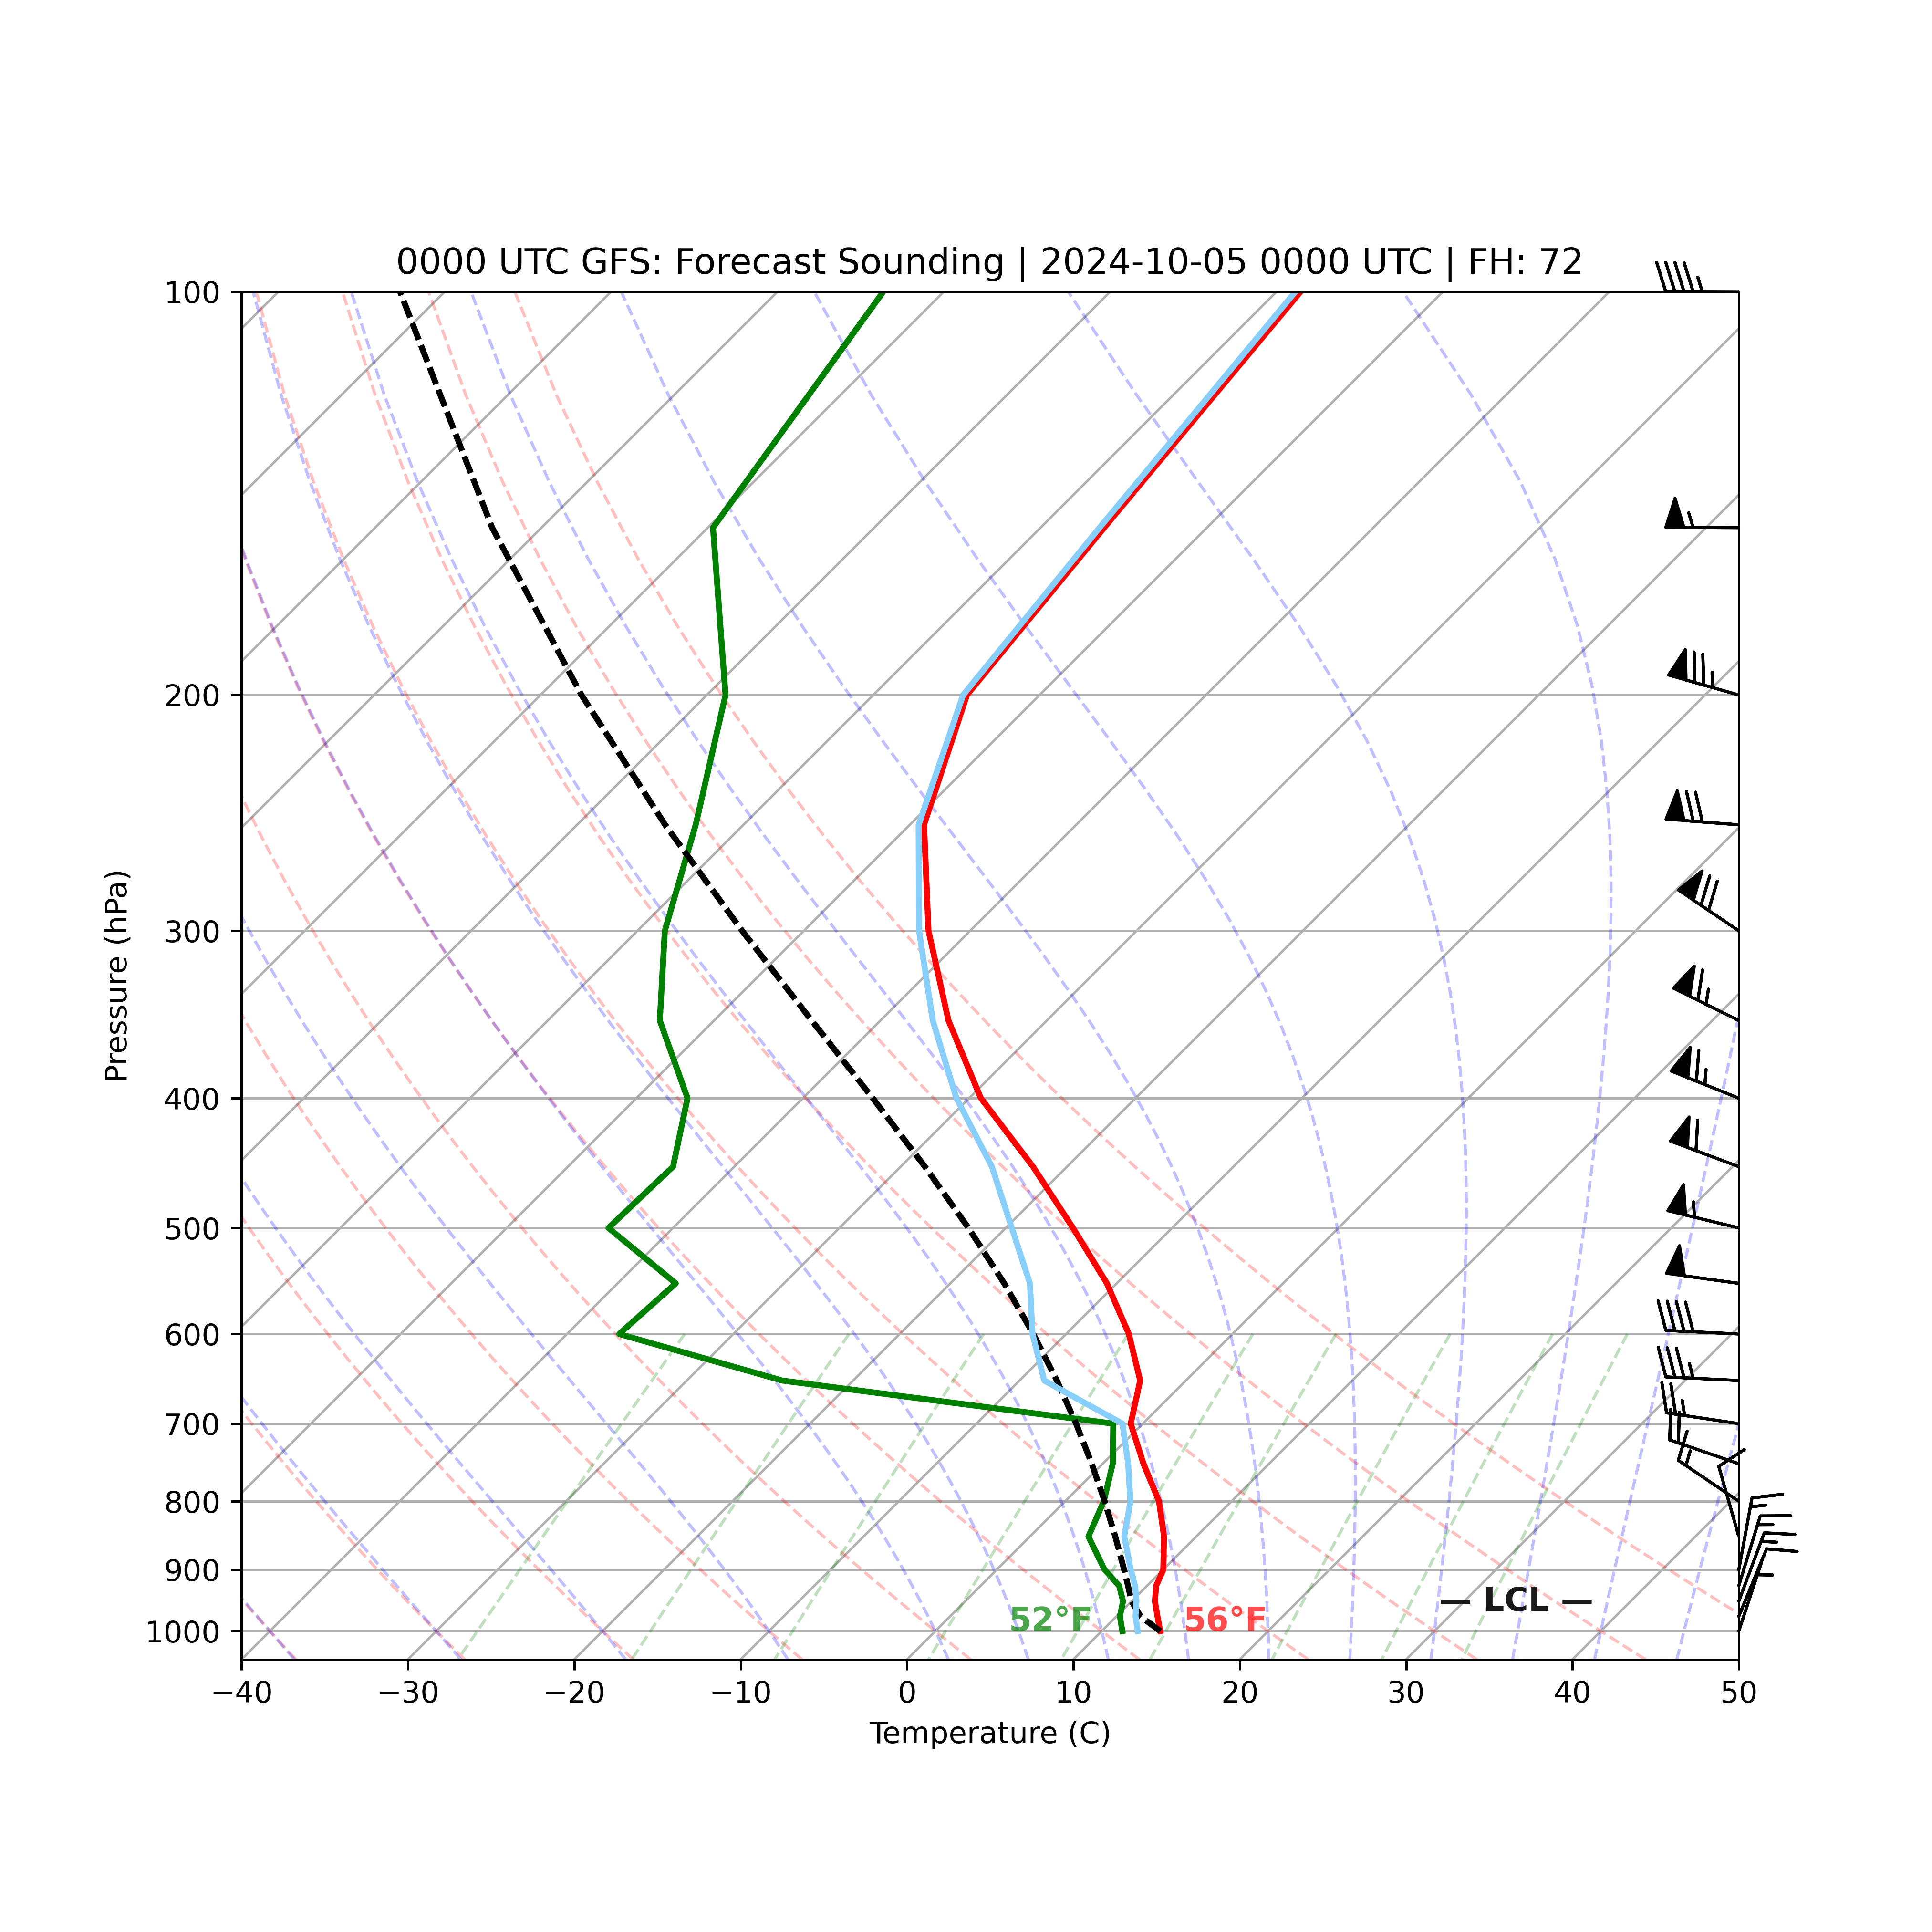 0000 UTC GFS: Forecast Sounding | 2024-10-05 0000 UTC | FH: 72
100
200
300
400
500
600
700
800
900
1000
Pressure (hPa)
52°F
56°F
— LCL —
−40 −30 −20 −10 0 10 20 30 40 50
Temperature (C)